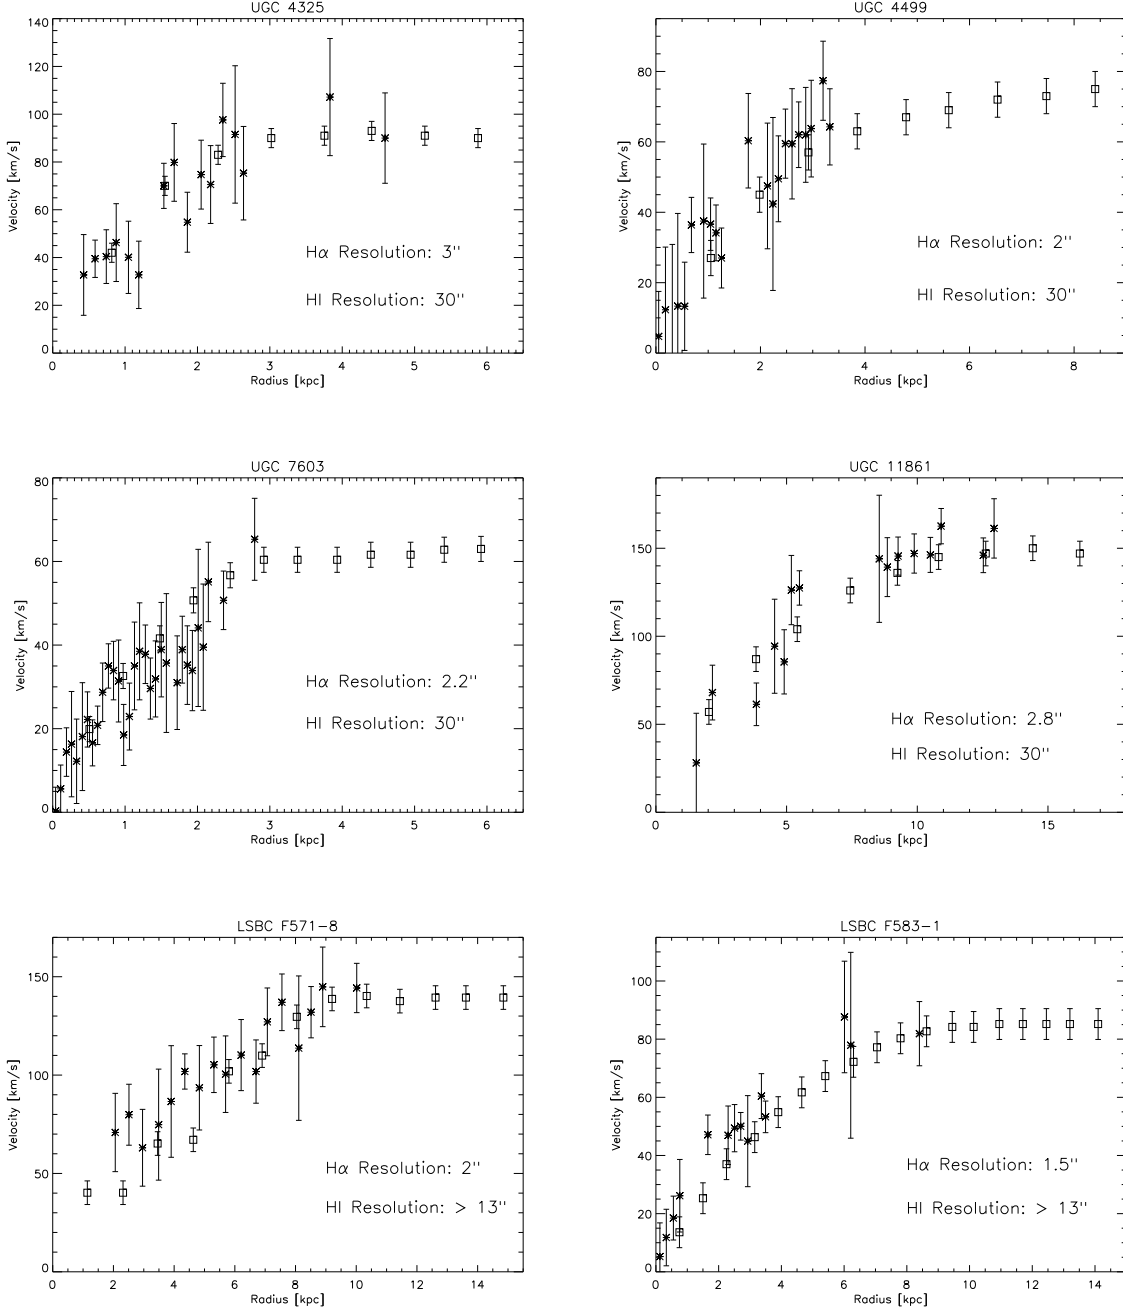 UGC 4325
120
100
80
60
40
20
0
Velocity [km/s]
Hα Resolution: 3"
HI Resolution: 30"
0 1 2 3 4 5 6
Radius [kpc]
UGC 4499
80
60
40
20
0
Velocity [km/s]
Hα Resolution: 2"
HI Resolution: 30"
0 2 4 6 8
Radius [kpc]
UGC 7603
80
60
40
20
0
Velocity [km/s]
Hα Resolution: 2.2"
HI Resolution: 30"
0 1 2 3 4 5 6
Radius [kpc]
UGC 11861
150
100
50
0
Velocity [km/s]
Hα Resolution: 2.8"
HI Resolution: 30"
0 5 10 15
Radius [kpc]
LSBC F571-8
150
100
50
0
Velocity [km/s]
Hα Resolution: 2"
HI Resolution: > 13"
0 2 4 6 8 10 12 14
Radius [kpc]
LSBC F583-1
100
80
60
40
20
0
Velocity [km/s]
Hα Resolution: 1.5"
HI Resolution: > 13"
0 2 4 6 8 10 12 14
Radius [kpc]